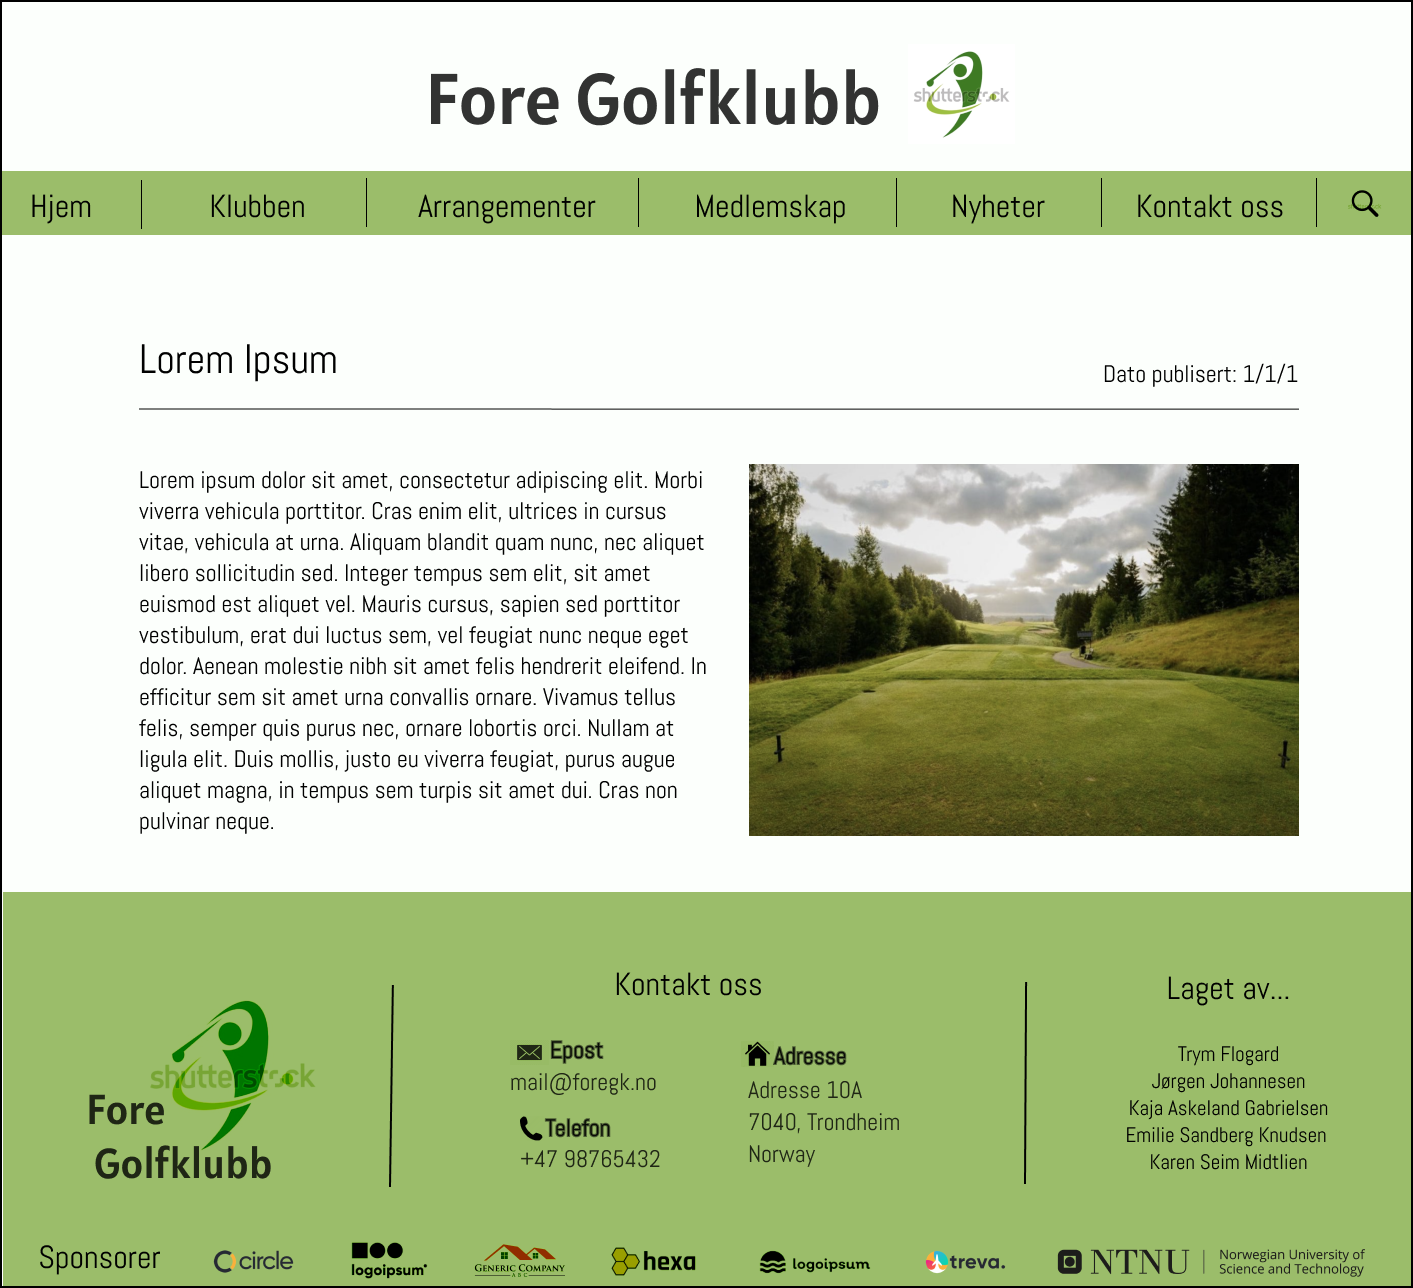 Fore Golfklubb
shutterstock
Hjem Klubben Arrangementer Medlemskap Nyheter Kontakt oss
Lorem Ipsum
Dato publisert: 1/1/1
Lorem ipsum dolor sit amet, consectetur adipiscing elit. Morbi
viverra vehicula porttitor. Cras enim elit, ultrices in cursus
vitae, vehicula at urna. Aliquam blandit quam nunc, nec aliquet
libero sollicitudin sed. Integer tempus sem elit, sit amet
euismod est aliquet vel. Mauris cursus, sapien sed porttitor
vestibulum, erat dui luctus sem, vel feugiat nunc neque eget
dolor. Aenean molestie nibh sit amet felis hendrerit eleifend. In
efficitur sem sit amet urna convallis ornare. Vivamus tellus
felis, semper quis purus nec, ornare lobortis orci. Nullam at
ligula elit. Duis mollis, justo eu viverra feugiat, purus augue
aliquet magna, in tempus sem turpis sit amet dui. Cras non
pulvinar neque.
shutterstock
Fore
Golfklubb
Kontakt oss
Epost
mail@foregk.no
Telefon
+47 98765432
Adresse
Adresse 10A
7040, Trondheim
Norway
Laget av...
Trym Flogard
Jørgen Johannesen
Kaja Askeland Gabrielsen
Emilie Sandberg Knudsen
Karen Seim Midtlien
Sponsorer
circle
logoipsum
GENERIC COMPANY
ABC
hexa
logoipsum
treva.
NTNU
Norwegian University of
Science and Technology